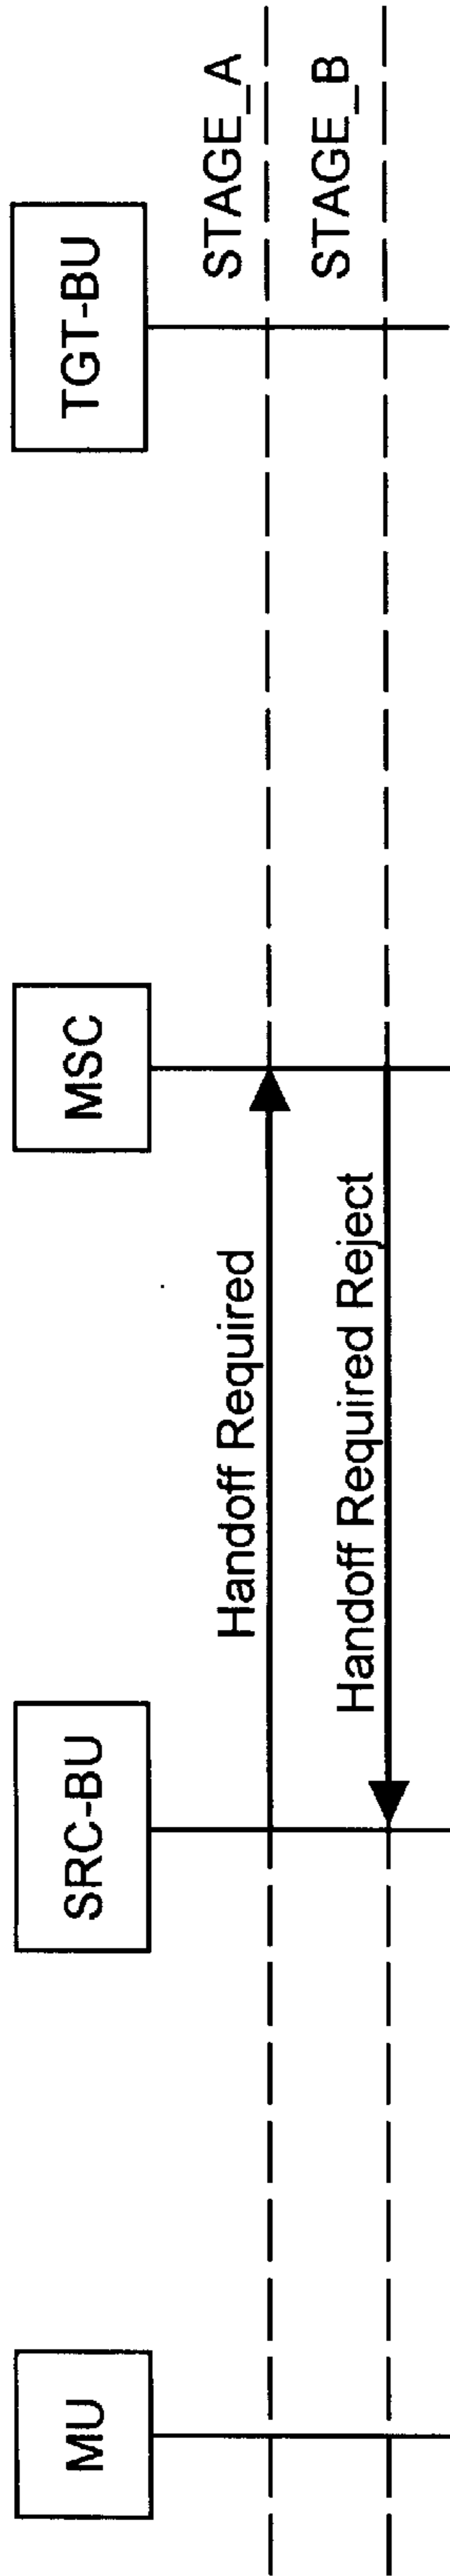 MU
SRC-BU
MSC
TGT-BU
Handoff Required
STAGE_A
Handoff Required Reject
STAGE_B